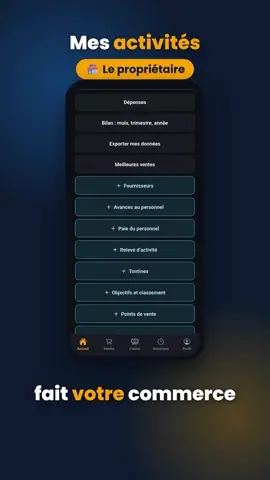 Mes activités
Le propriétaire
Dépenses
Bilan : mois, trimestre, année
Exporter mes données
Meilleures ventes
+ Fournisseurs
+ Avances au personnel
+ Paie du personnel
+ Relevé d'activité
+ Tontines
+ Objectifs et classement
+ Points de vente
Accueil
Profil
fait votre commerce